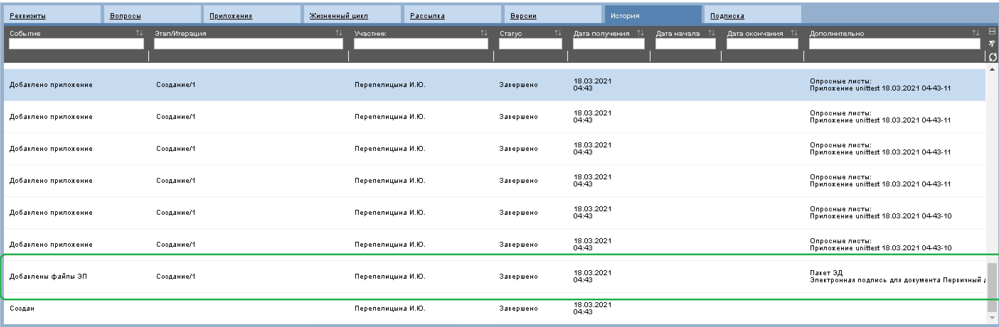 Реквизиты
Вопросы
Приложения
Жизненный цикл
Рассылка
Версии
История
Подписка
Событие
Этап/Итерация
Участник
Статус
Дата получения
Дата начала
Дата окончания
Дополнительно
Добавлено приложение
Создание/1
Перепелицына И.Ю.
Завершено
18.03.2021
04:43
Опросные листы:
Приложение unittest 18.03.2021 04-43-11
Добавлено приложение
Создание/1
Перепелицына И.Ю.
Завершено
18.03.2021
04:43
Опросные листы:
Приложение unittest 18.03.2021 04-43-11
Добавлено приложение
Создание/1
Перепелицына И.Ю.
Завершено
18.03.2021
04:43
Опросные листы:
Приложение unittest 18.03.2021 04-43-11
Добавлено приложение
Создание/1
Перепелицына И.Ю.
Завершено
18.03.2021
04:43
Опросные листы:
Приложение unittest 18.03.2021 04-43-11
Добавлено приложение
Создание/1
Перепелицына И.Ю.
Завершено
18.03.2021
04:43
Опросные листы:
Приложение unittest 18.03.2021 04-43-10
Добавлено приложение
Создание/1
Перепелицына И.Ю.
Завершено
18.03.2021
04:43
Опросные листы:
Приложение unittest 18.03.2021 04-43-10
Добавлены файлы ЭП
Создание/1
Перепелицына И.Ю.
Завершено
18.03.2021
04:43
Пакет ЭД
Электронная подпись для документа Первичный
Создан
Перепелицына И.Ю.
Завершено
18.03.2021
04:43